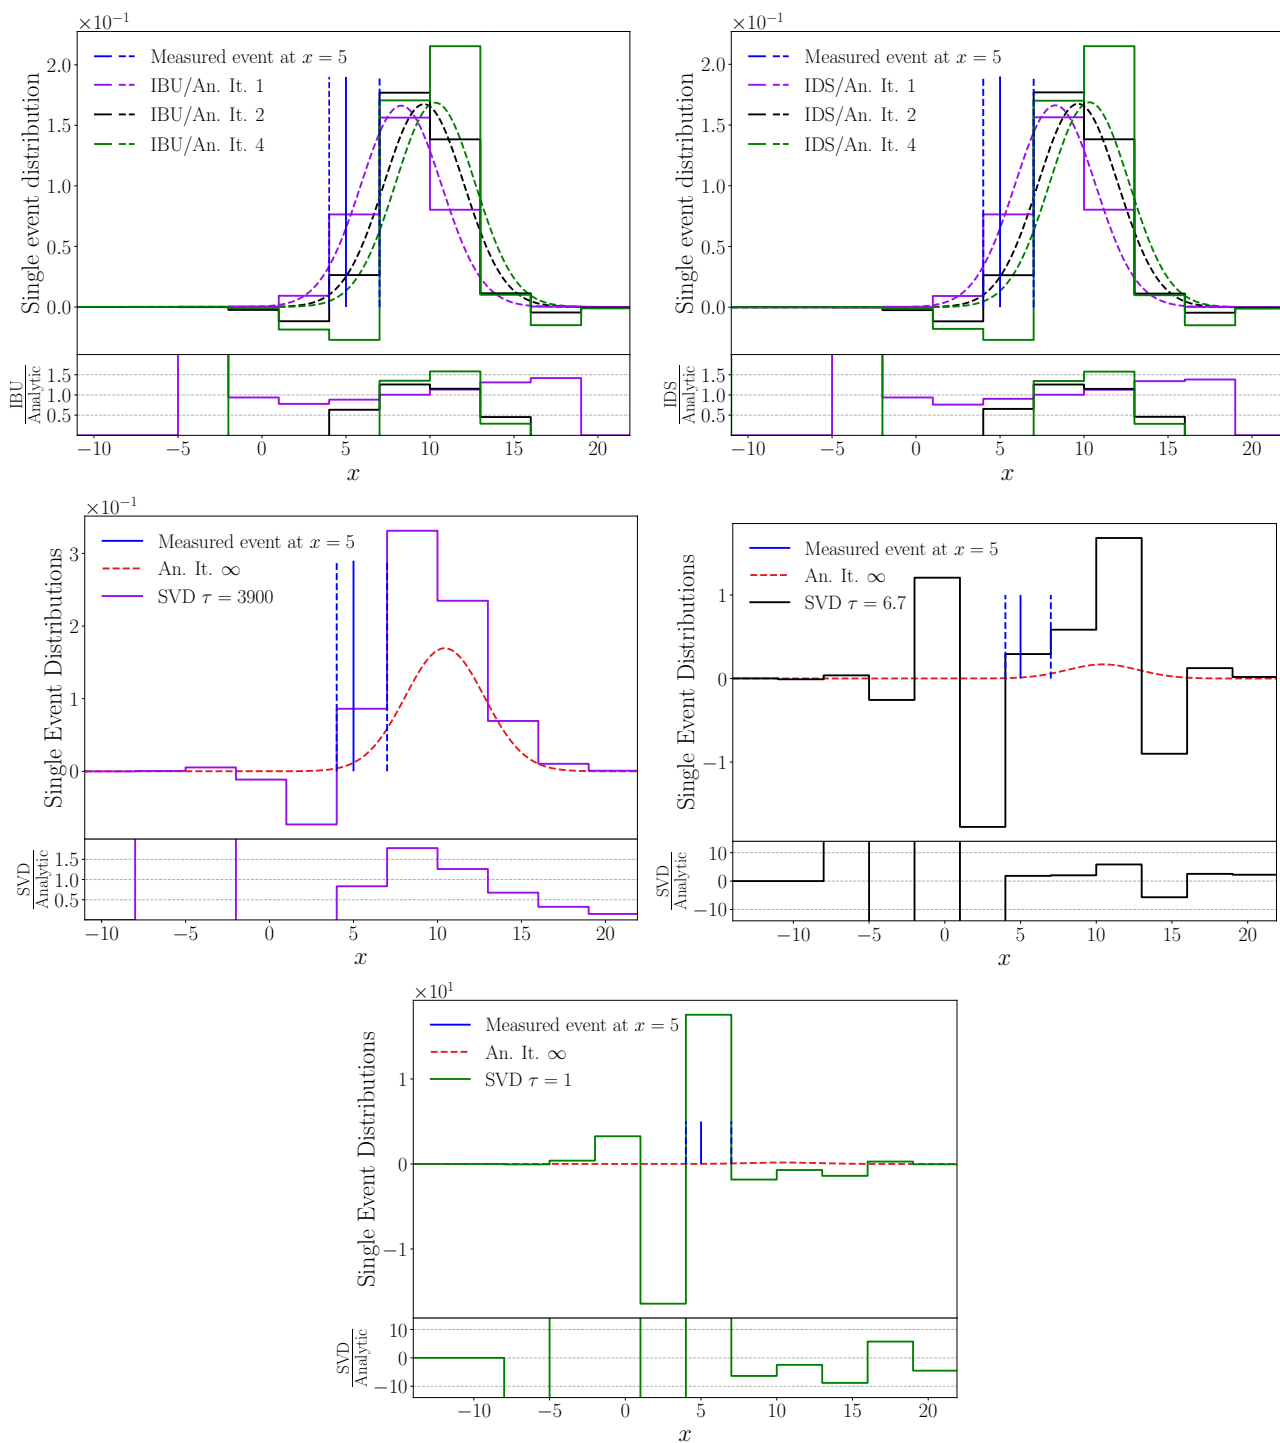 ×10⁻¹
Single event distribution
Measured event at x = 5
IBU/An. It. 1
IBU/An. It. 2
IBU/An. It. 4
2.0
1.5
1.0
0.5
0.0
IBU
Analytic
1.5
1.0
0.5
−10 −5 0 5 10 15 20
x
×10⁻¹
Single event distribution
Measured event at x = 5
IDS/An. It. 1
IDS/An. It. 2
IDS/An. It. 4
2.0
1.5
1.0
0.5
0.0
IDS
Analytic
1.5
1.0
0.5
−10 −5 0 5 10 15 20
x
×10⁻¹
Single Event Distributions
Measured event at x = 5
An. It. ∞
SVD τ = 3900
3
2
1
0
SVD
Analytic
1.5
1.0
0.5
−10 −5 0 5 10 15 20
x
Single Event Distributions
Measured event at x = 5
An. It. ∞
SVD τ = 6.7
1
0
−1
SVD
Analytic
10
0
−10
−10 −5 0 5 10 15 20
x
×10¹
Single Event Distributions
Measured event at x = 5
An. It. ∞
SVD τ = 1
1
0
−1
SVD
Analytic
10
0
−10
−10 −5 0 5 10 15 20
x